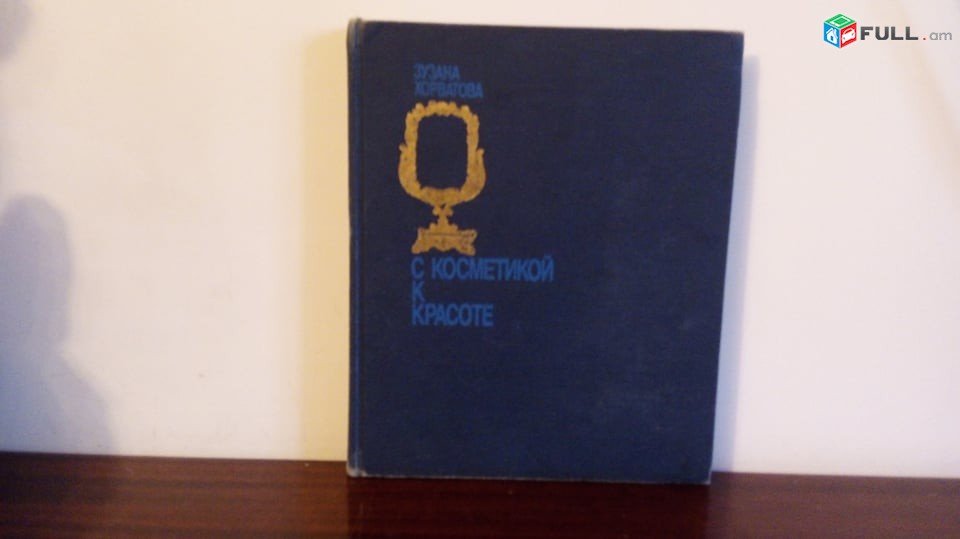 FULL.am
ЗУЗАНА
ХОРВАТОВА
С КОСМЕТИКОЙ
К
КРАСОТЕ